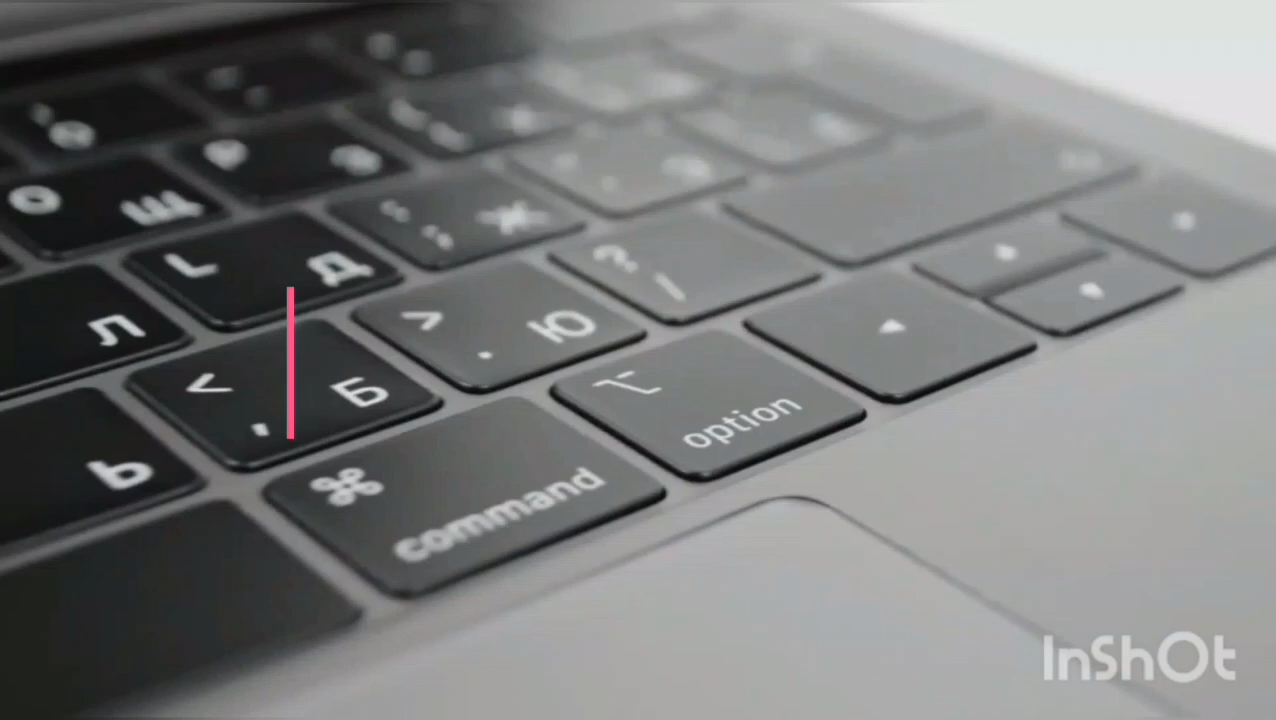 O Щ
P
L Д
: ; Ж
Л
< , Б
> . Ю
? /
Ь
⌘
command
⌥
option
InShOt